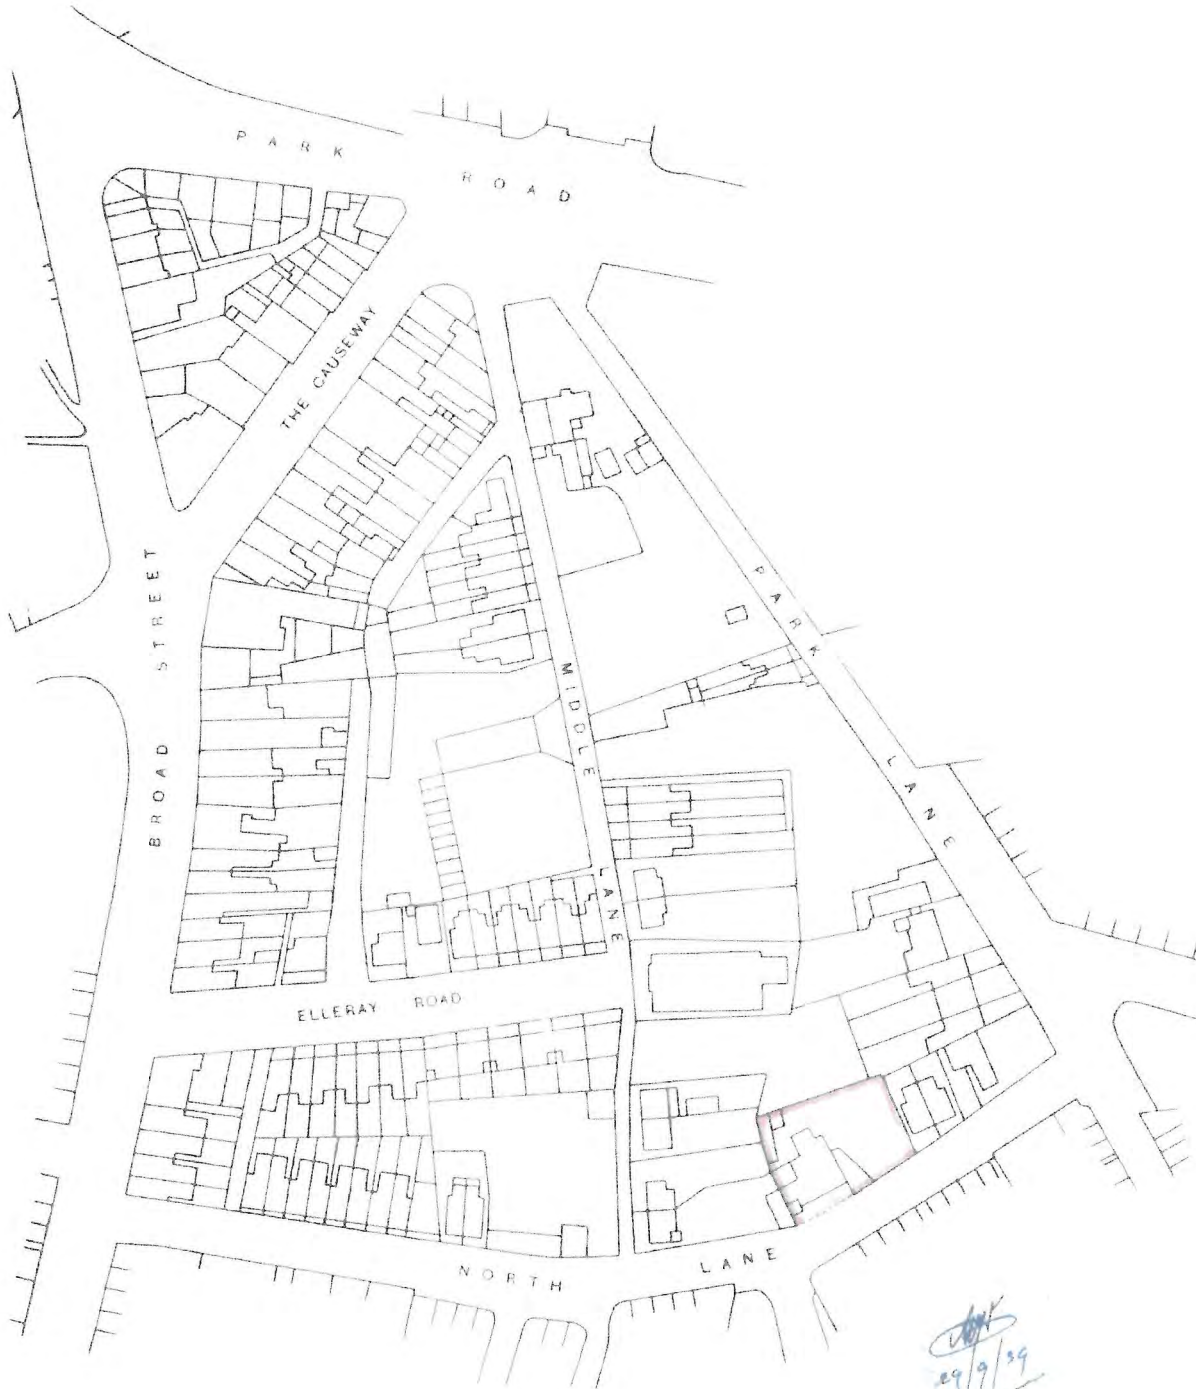 PARK
ROAD
THE CAUSEWAY
BROAD STREET
MIDDLE LANE
PARK LANE
ELLERAY ROAD
NORTH LANE
29/9/39